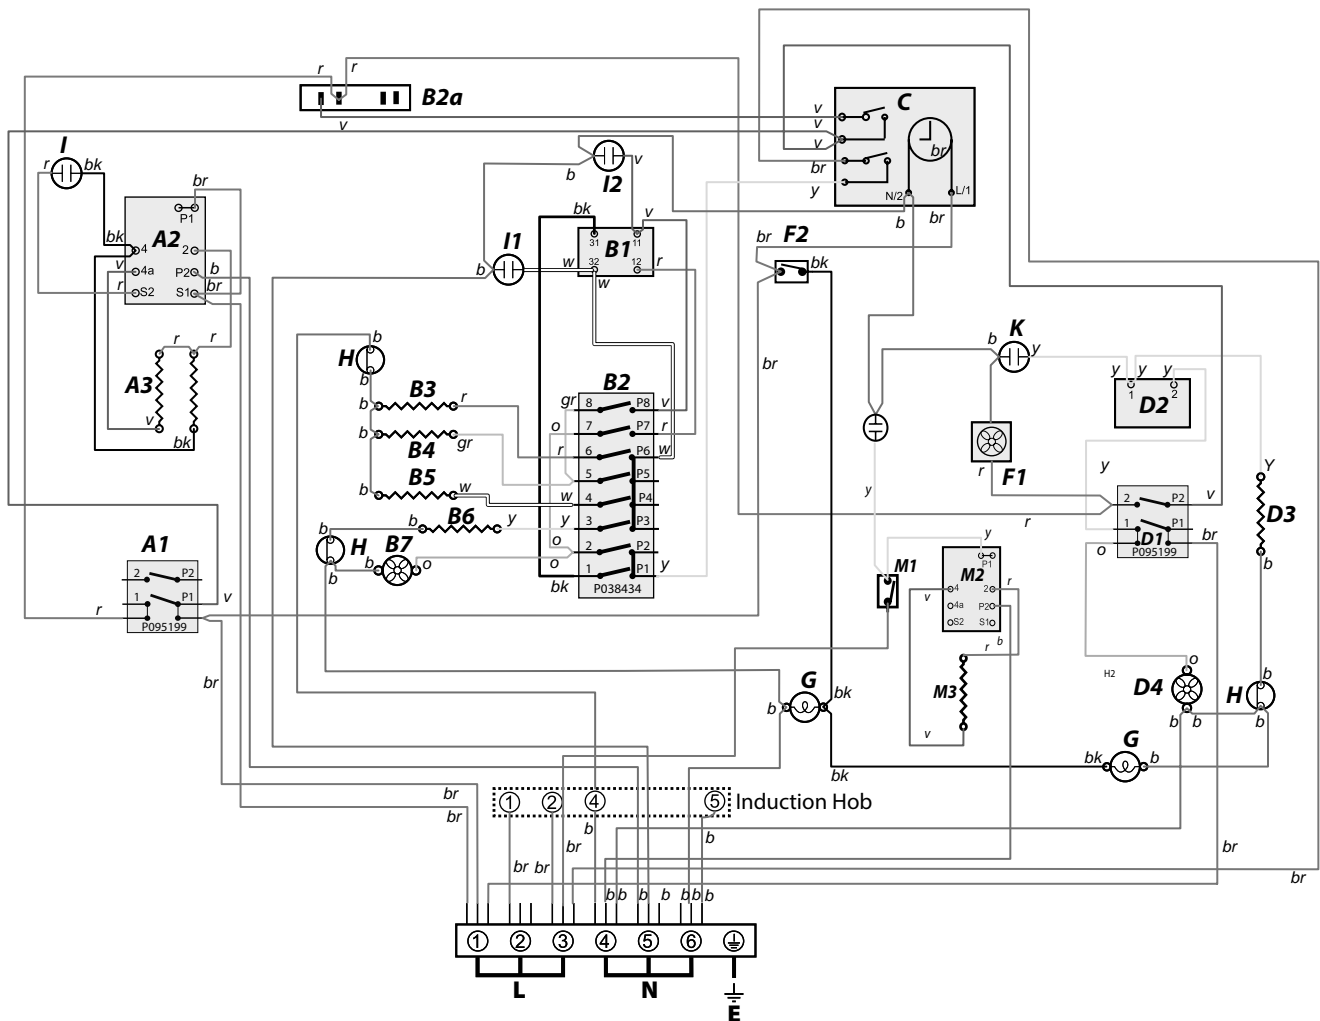 r
r
B2a
v
C
v
v
v
br
y
br
N/2
L/1
b
br
I
r
bk
br
P1
A2
bk
4
2
v
4a
P2
b
r
S2
S1
br
r
r
A3
v
bk
I2
b
v
bk
v
31
11
B1
I1
b
w
32
12
r
w
F2
br
bk
br
H
b
b
B3
b
r
b
B4
gr
B5
b
w
B6
b
y
H
B7
b
b
o
B2
gr
8
P8
v
o
7
P7
r
r
6
P6
w
5
P5
w
4
P4
y
3
P3
o
2
P2
o
1
P1
y
bk
P038434
K
b
y
y
y
y
1
2
D2
F1
r
y
y
Y
D3
b
2
P2
v
r
1
P1
br
o
D1
P095199
A1
2
P2
1
P1
v
r
P095199
br
M1
y
P1
M2
r
v
4
2
4a
P2
S2
S1
b
r
M3
v
H2
o
D4
b
b
b
H
b
G
b
bk
G
bk
b
bk
br
br
1
2
4
5
Induction Hob
b
b
br
br
br
br
br
b
b
b
b
b
b
b
1
2
3
4
5
6
L
N
E